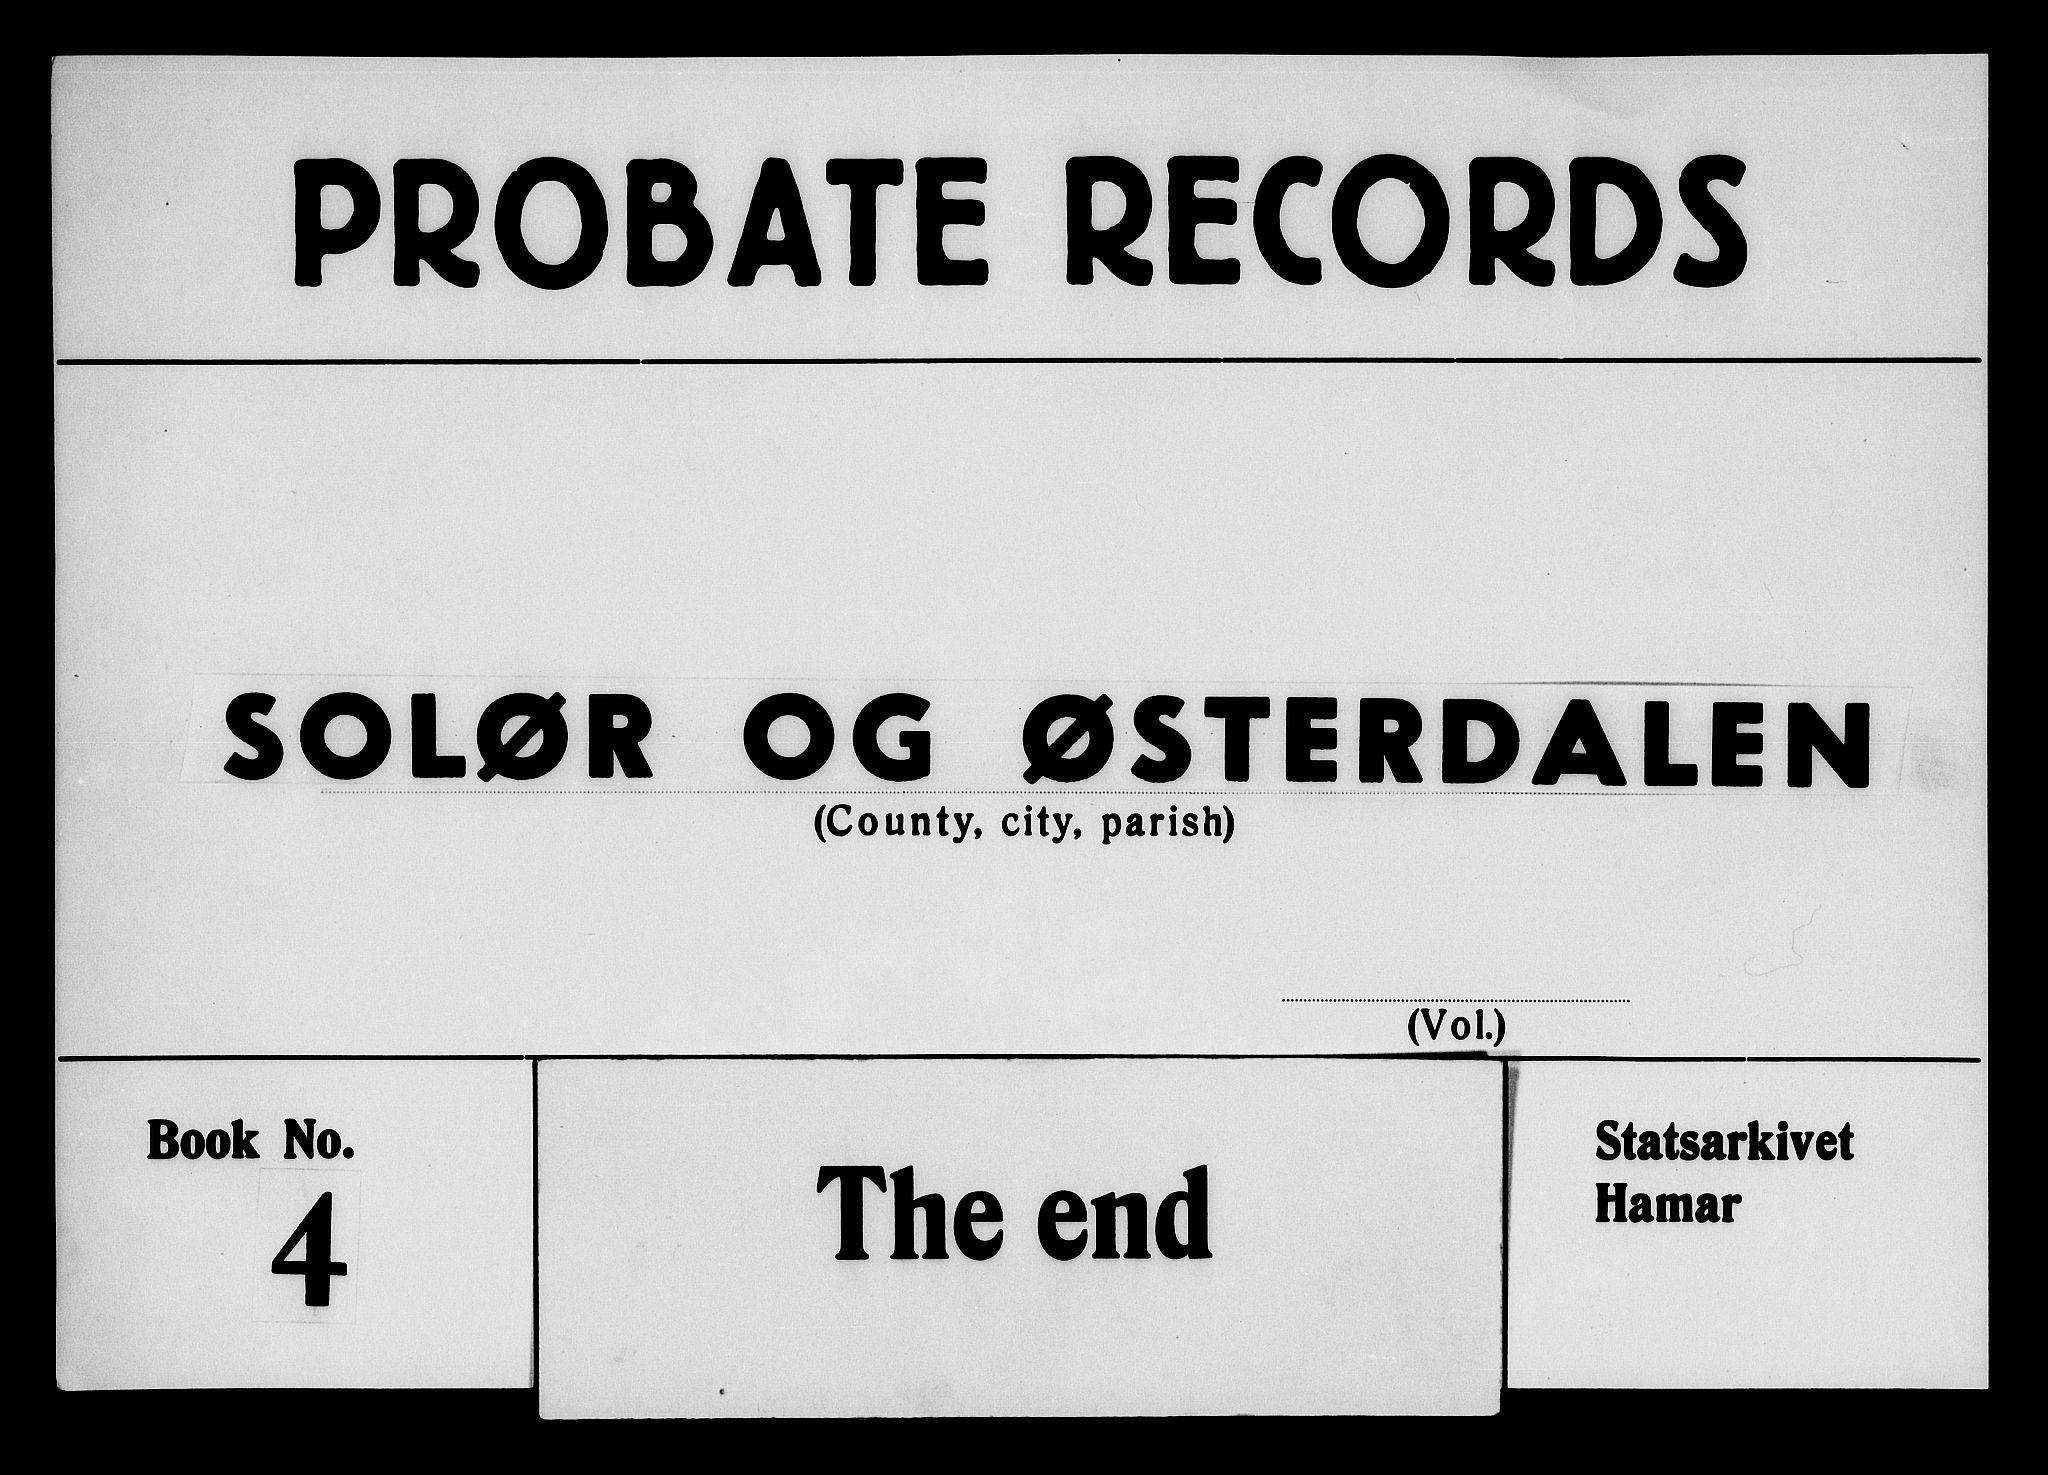 PROBATE RECORDS
SOLØR OG ØSTERDALEN
(County, city, parish)
(Vol.)
Book No.
4
The end
Statsarkivet
Hamar